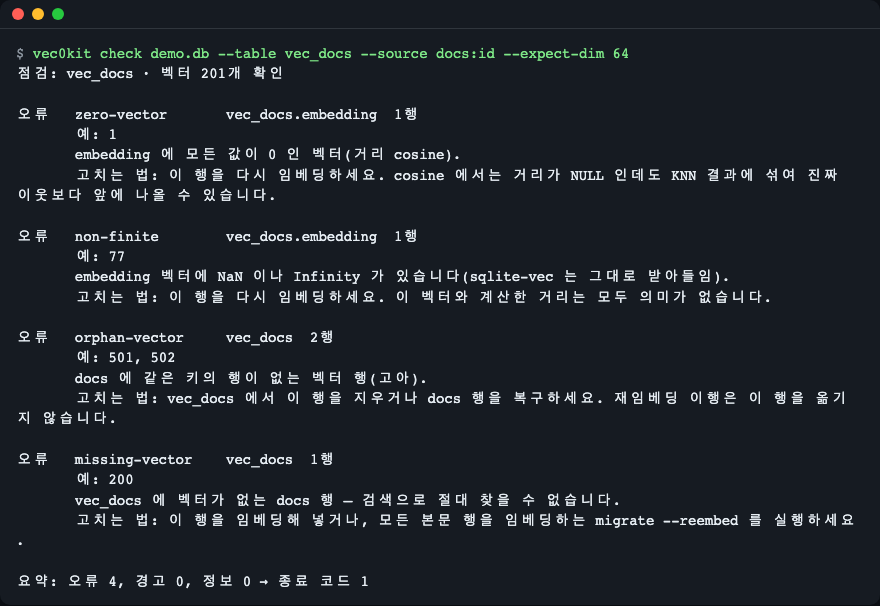 $ vec0kit check demo.db --table vec_docs --source docs:id --expect-dim 64
점검: vec_docs · 벡터 201개 확인
오류 zero-vector vec_docs.embedding 1행
예: 1
embedding 에 모든 값이 0 인 벡터(거리 cosine).
고치는 법: 이 행을 다시 임베딩하세요. cosine 에서는 거리가 NULL 인데도 KNN 결과에 섞여 진짜
이웃보다 앞에 나올 수 있습니다.
오류 non-finite vec_docs.embedding 1행
예: 77
embedding 벡터에 NaN 이나 Infinity 가 있습니다(sqlite-vec 는 그대로 받아들임).
고치는 법: 이 행을 다시 임베딩하세요. 이 벡터와 계산한 거리는 모두 의미가 없습니다.
오류 orphan-vector vec_docs 2행
예: 501, 502
docs 에 같은 키의 행이 없는 벡터 행(고아).
고치는 법: vec_docs 에서 이 행을 지우거나 docs 행을 복구하세요. 재임베딩 이행은 이 행을 옮기
지 않습니다.
오류 missing-vector vec_docs 1행
예: 200
vec_docs 에 벡터가 없는 docs 행 — 검색으로 절대 찾을 수 없습니다.
고치는 법: 이 행을 임베딩해 넣거나, 모든 본문 행을 임베딩하는 migrate --reembed 를 실행하세요
.
요약: 오류 4, 경고 0, 정보 0 → 종료 코드 1